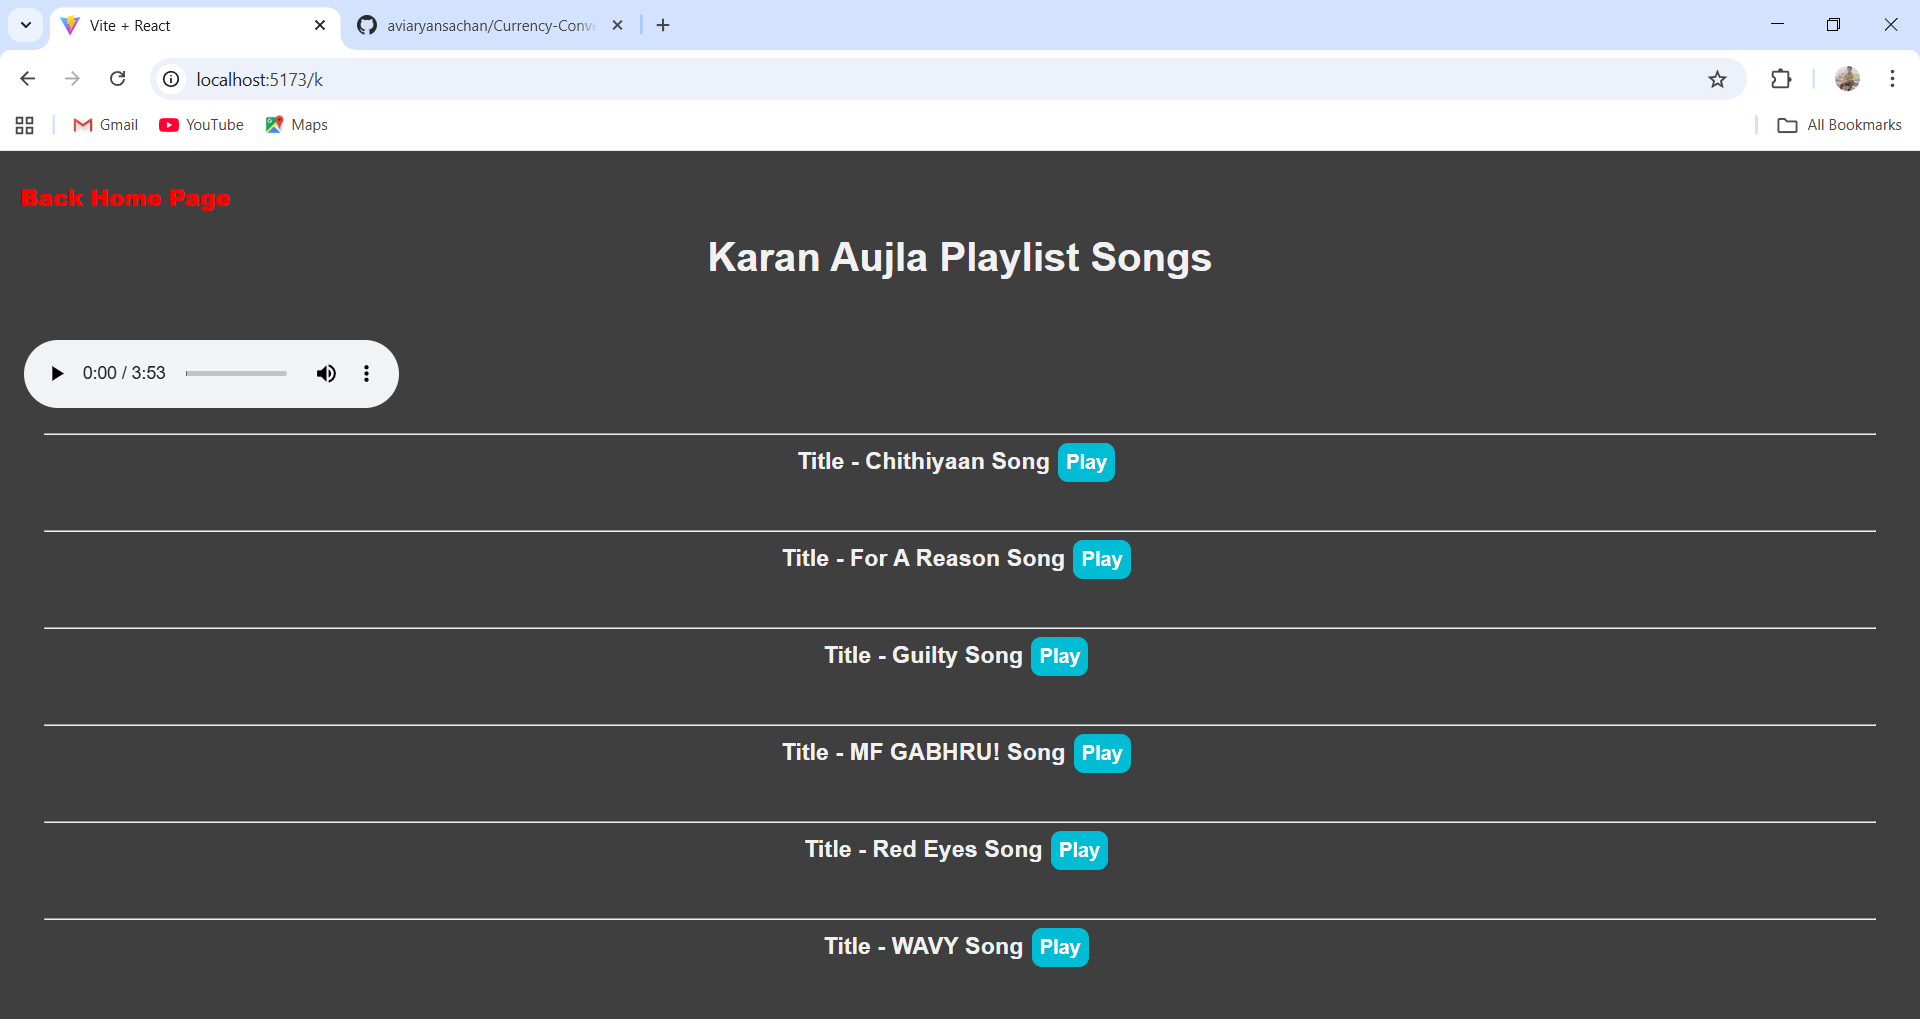 Vite + React
aviaryansachan/Currency-Conve
localhost:5173/k
Gmail YouTube Maps All Bookmarks
Back Home Page
Karan Aujla Playlist Songs
0:00 / 3:53
Title - Chithiyaan Song Play
Title - For A Reason Song Play
Title - Guilty Song Play
Title - MF GABHRU! Song Play
Title - Red Eyes Song Play
Title - WAVY Song Play